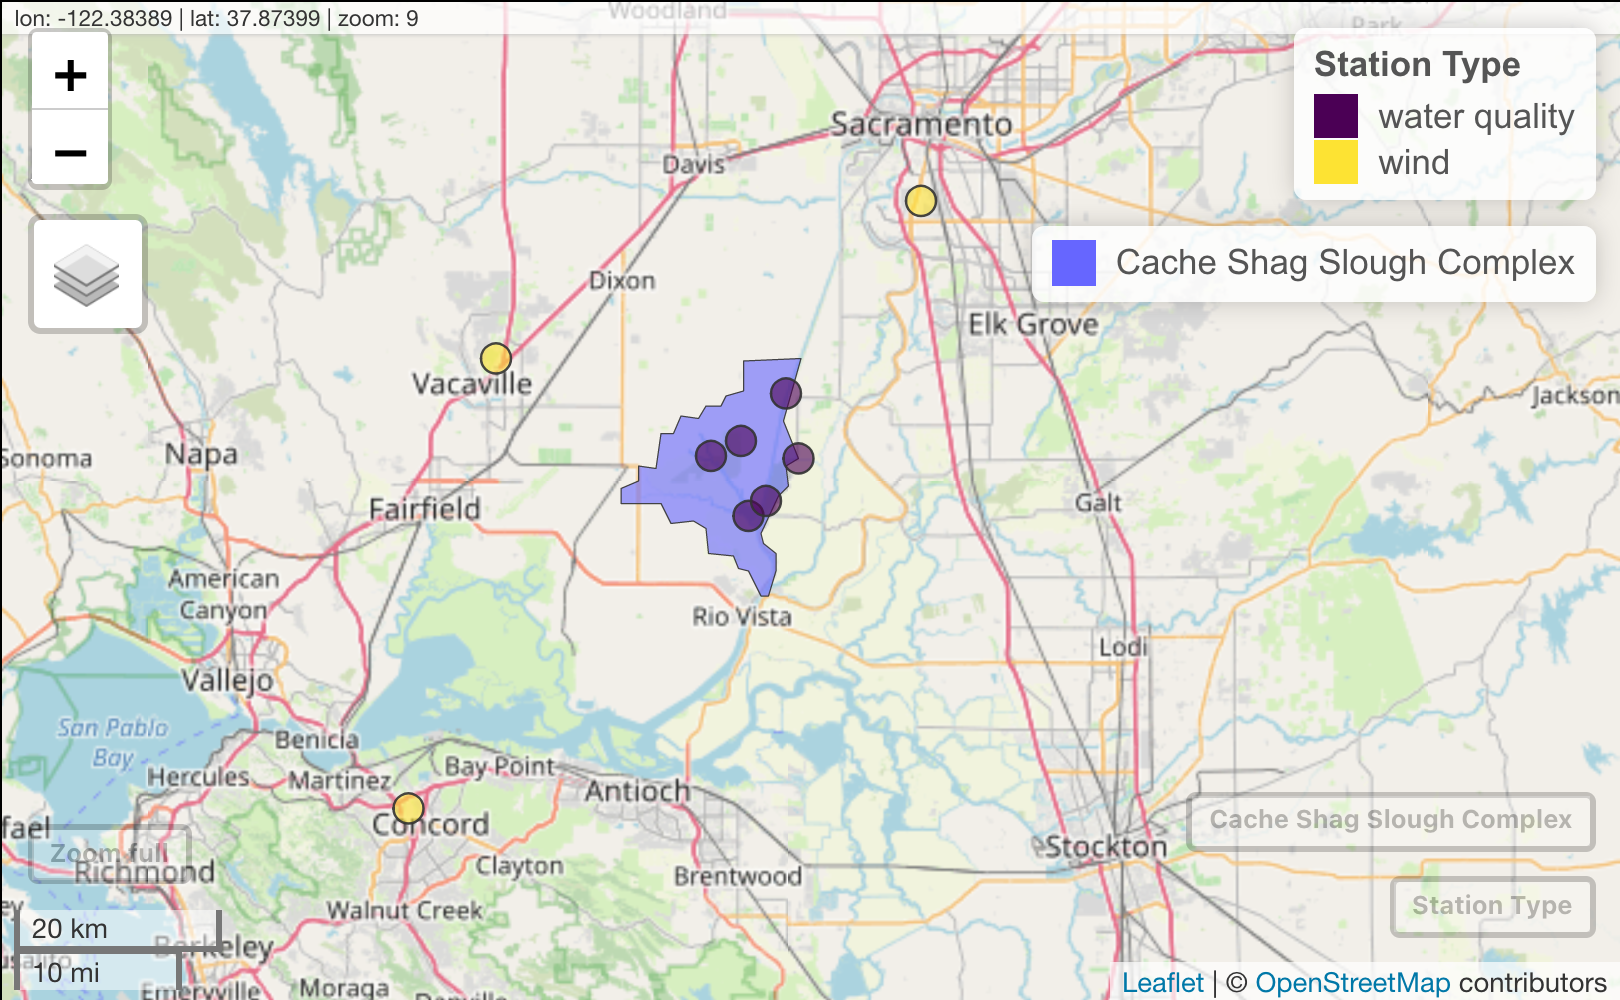 lon: -122.38389 | lat: 37.87399 | zoom: 9
Woodland
Park
+
−
Station Type
water quality
wind
Sacramento
Davis
Cache Shag Slough Complex
Dixon
Elk Grove
Vacaville
Jackson
Sonoma
Napa
Galt
Fairfield
American
Canyon
Rio Vista
Lodi
Vallejo
San Pablo
Bay
Benicia
Hercules
Martinez
Bay Point
Antioch
Concord
Cache Shag Slough Complex
fael
Zoom full
Stockton
Clayton
Richmond
Brentwood
Station Type
ey
Walnut Creek
20 km
Berkeley
usalito
10 mi
Emeryville
Moraga
Danville
Leaflet | © OpenStreetMap contributors